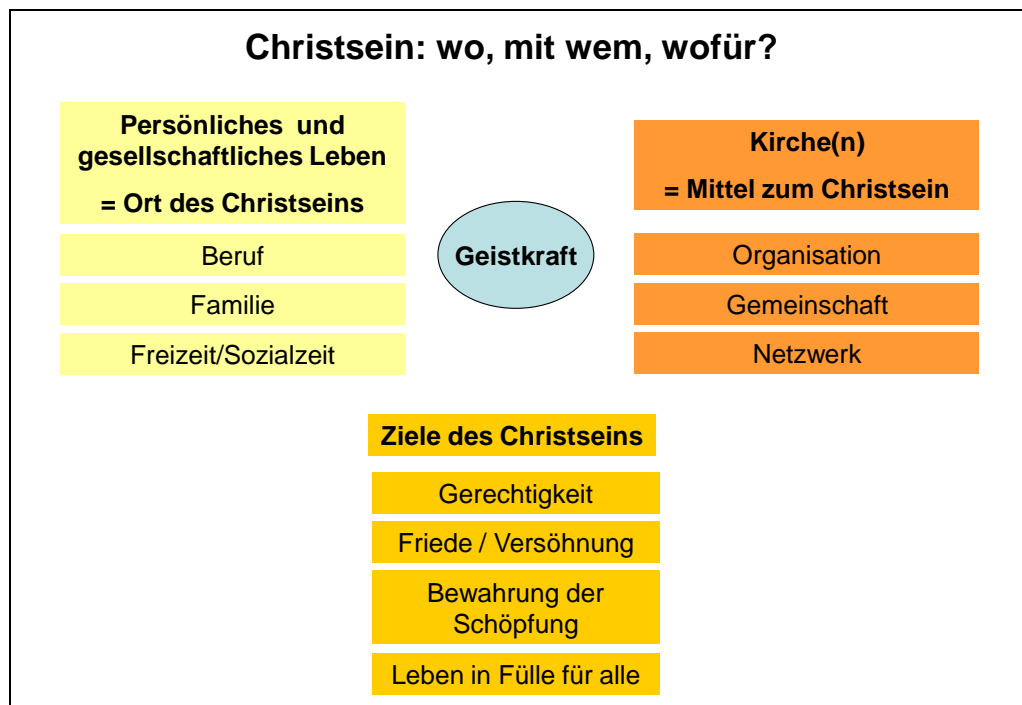 Christsein: wo, mit wem, wofür?
Persönliches und
gesellschaftliches Leben
= Ort des Christseins
Beruf
Familie
Freizeit/Sozialzeit
Geistkraft
Kirche(n)
= Mittel zum Christsein
Organisation
Gemeinschaft
Netzwerk
Ziele des Christseins
Gerechtigkeit
Friede / Versöhnung
Bewahrung der
Schöpfung
Leben in Fülle für alle